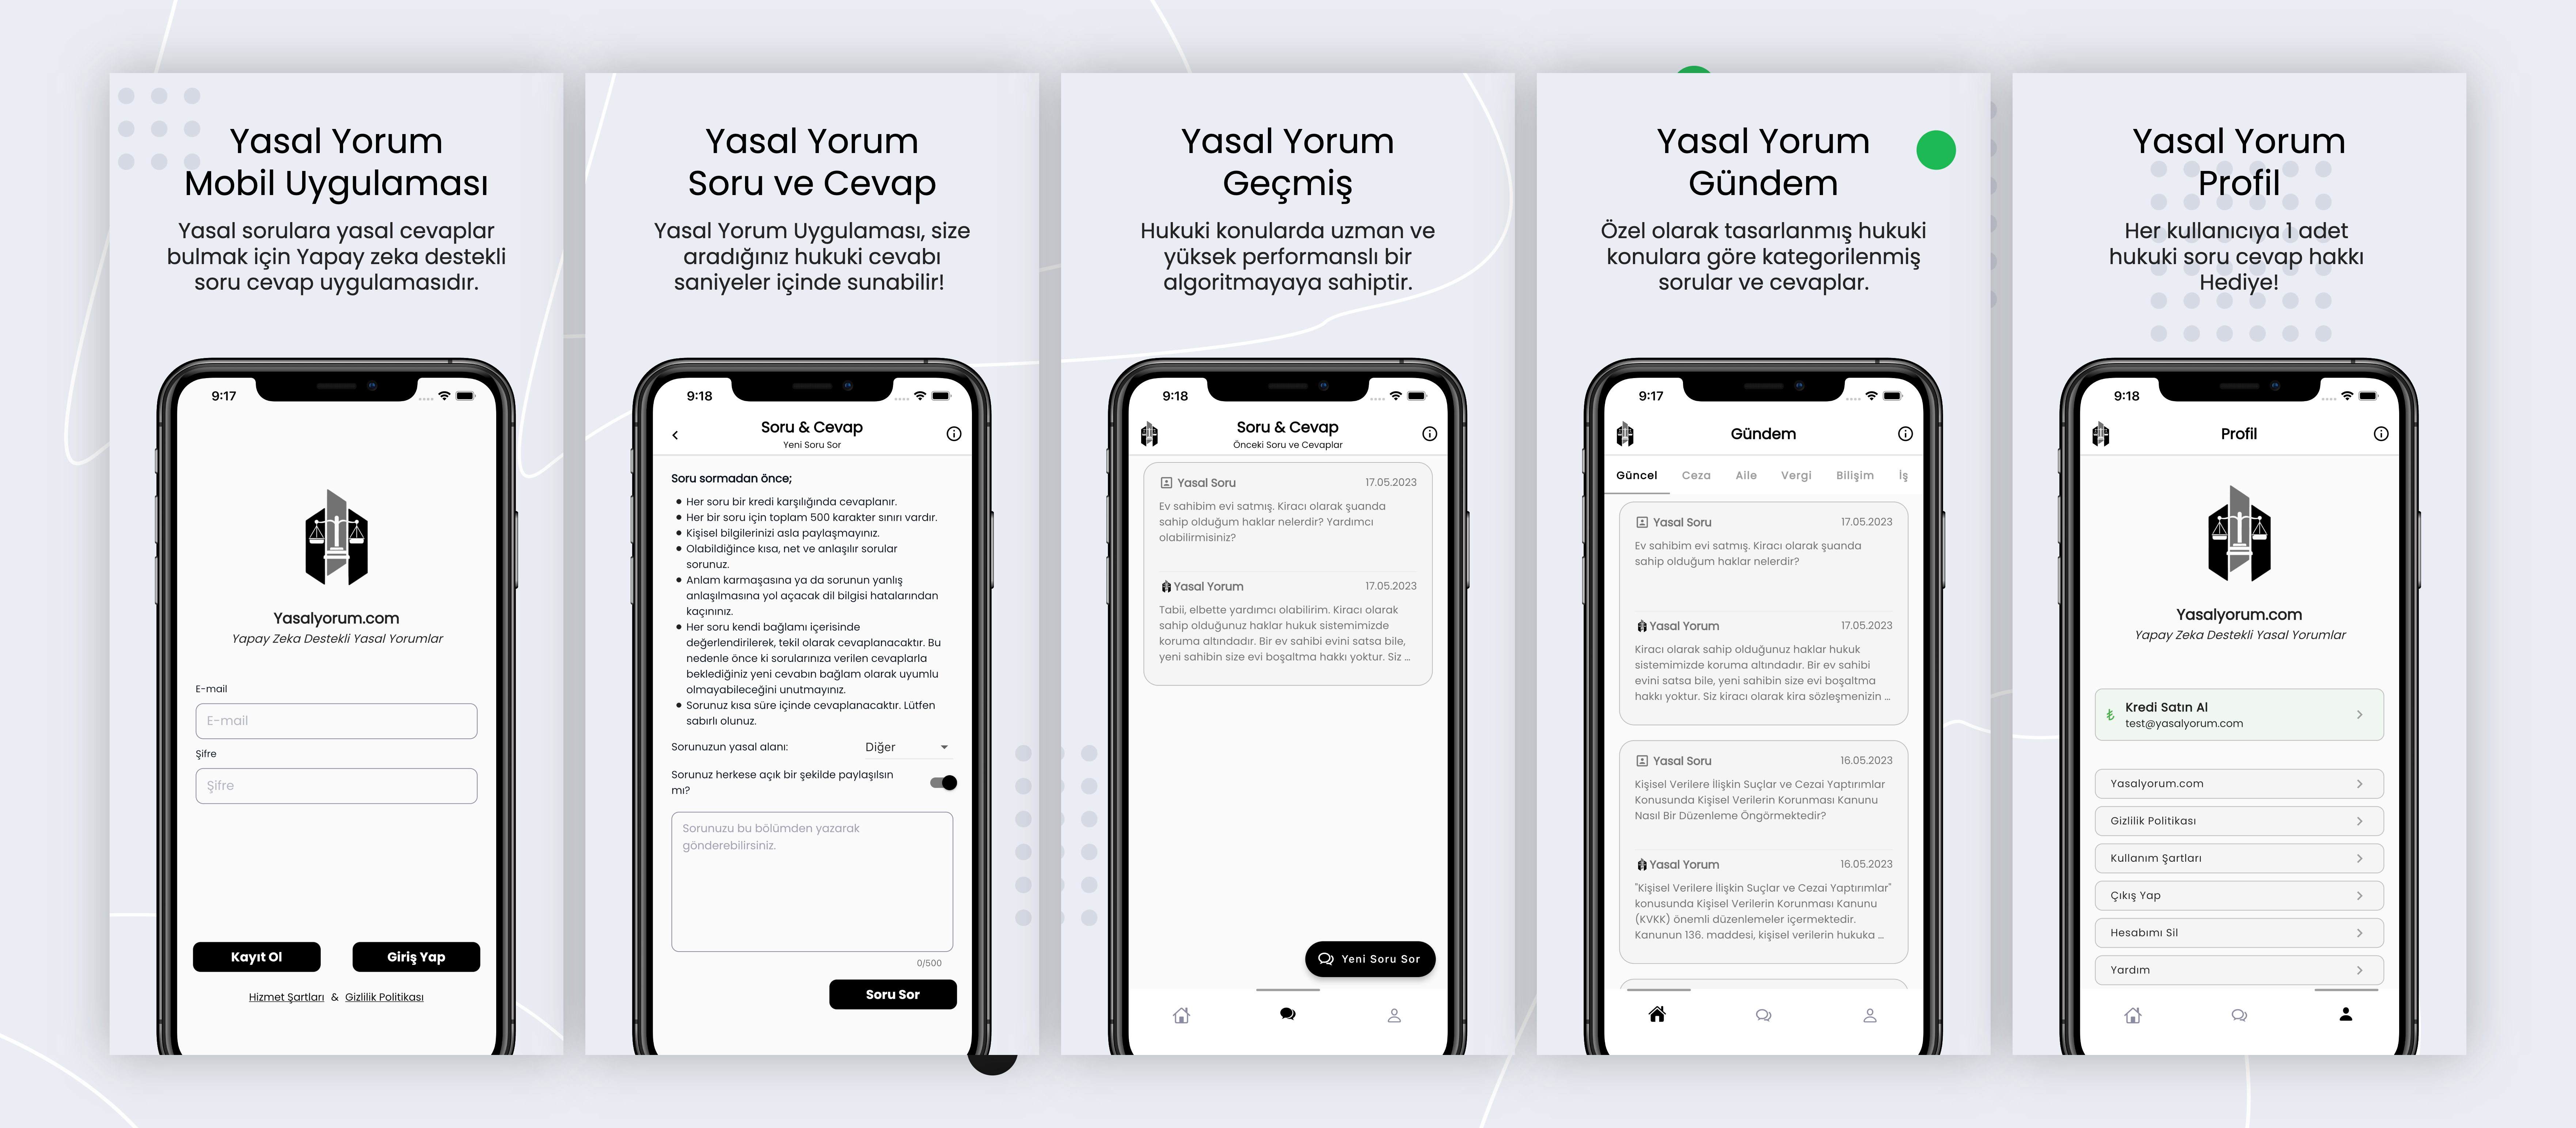 Yasal Yorum
Mobil Uygulaması
Yasal sorulara yasal cevaplar
bulmak için Yapay zeka destekli
soru cevap uygulamasıdır.
9:17
Yasalyorum.com
Yapay Zeka Destekli Yasal Yorumlar
E-mail
E-mail
Şifre
Şifre
Kayıt Ol
Giriş Yap
Hizmet Şartları & Gizlilik Politikası
Yasal Yorum
Soru ve Cevap
Yasal Yorum Uygulaması, size
aradığınız hukuki cevabı
saniyeler içinde sunabilir!
9:18
Soru & Cevap
Yeni Soru Sor
Soru sormadan önce;
• Her soru bir kredi karşılığında cevaplanır.
• Her bir soru için toplam 500 karakter sınırı vardır.
• Kişisel bilgilerinizi asla paylaşmayınız.
• Olabildiğince kısa, net ve anlaşılır sorular
sorunuz.
• Anlam karmaşasına ya da sorunun yanlış
anlaşılmasına yol açacak dil bilgisi hatalarından
kaçınınız.
• Her soru kendi bağlamı içerisinde
değerlendirilerek, tekil olarak cevaplanacaktır. Bu
nedenle önce ki sorularınıza verilen cevaplarla
beklediğiniz yeni cevabın bağlam olarak uyumlu
olmayabileceğini unutmayınız.
• Sorunuz kısa süre içinde cevaplanacaktır. Lütfen
sabırlı olunuz.
Sorunuzun yasal alanı:
Diğer
Sorunuz herkese açık bir şekilde paylaşılsın
mı?
Sorunuzu bu bölümden yazarak
gönderebilirsiniz.
0/500
Soru Sor
Yasal Yorum
Geçmiş
Hukuki konularda uzman ve
yüksek performanslı bir
algoritmayaya sahiptir.
9:18
Soru & Cevap
Önceki Soru ve Cevaplar
Yasal Soru 17.05.2023
Ev sahibim evi satmış. Kiracı olarak şuanda
sahip olduğum haklar nelerdir? Yardımcı
olabilirmisiniz?
Yasal Yorum 17.05.2023
Tabii, elbette yardımcı olabilirim. Kiracı olarak
sahip olduğunuz haklar hukuk sistemimizde
koruma altındadır. Bir ev sahibi evini satsa bile,
yeni sahibin size evi boşaltma hakkı yoktur. Siz ...
Yeni Soru Sor
Yasal Yorum
Gündem
Özel olarak tasarlanmış hukuki
konulara göre kategorilenmiş
sorular ve cevaplar.
9:17
Gündem
Güncel Ceza Aile Vergi Bilişim İş
Yasal Soru 17.05.2023
Ev sahibim evi satmış. Kiracı olarak şuanda
sahip olduğum haklar nelerdir?
Yasal Yorum 17.05.2023
Kiracı olarak sahip olduğunuz haklar hukuk
sistemimizde koruma altındadır. Bir ev sahibi
evini satsa bile, yeni sahibin size evi boşaltma
hakkı yoktur. Siz kiracı olarak kira sözleşmenizin ...
Yasal Soru 16.05.2023
Kişisel Verilere İlişkin Suçlar ve Cezai Yaptırımlar
Konusunda Kişisel Verilerin Korunması Kanunu
Nasıl Bir Düzenleme Öngörmektedir?
Yasal Yorum 16.05.2023
"Kişisel Verilere İlişkin Suçlar ve Cezai Yaptırımlar"
konusunda Kişisel Verilerin Korunması Kanunu
(KVKK) önemli düzenlemeler içermektedir.
Kanunun 136. maddesi, kişisel verilerin hukuka ...
Yasal Yorum
Profil
Her kullanıcıya 1 adet
hukuki soru cevap hakkı
Hediye!
9:18
Profil
Yasalyorum.com
Yapay Zeka Destekli Yasal Yorumlar
₺ Kredi Satın Al
test@yasalyorum.com
Yasalyorum.com
Gizlilik Politikası
Kullanım Şartları
Çıkış Yap
Hesabımı Sil
Yardım